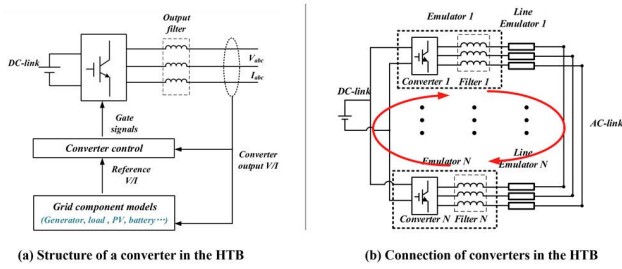 Output
filter
DC-link
Vabc
Iabc
Gate
signals
Converter control
Reference
V/I
Converter
output V/I
Grid component models
(Generator, load , PV, battery···)
(a) Structure of a converter in the HTB
Emulator 1
Line
Emulator 1
Converter 1
Filter 1
DC-link
AC-link
Emulator N
Line
Emulator N
Converter N
Filter N
(b) Connection of converters in the HTB